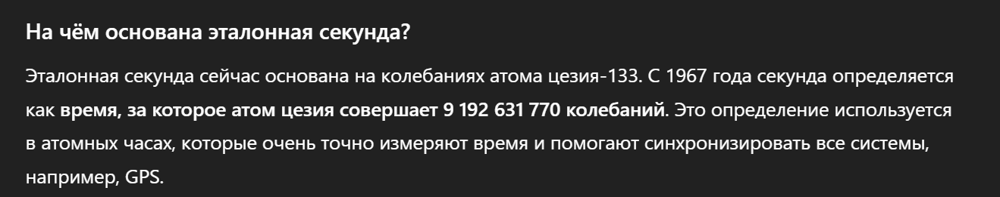 На чём основана эталонная секунда?
Эталонная секунда сейчас основана на колебаниях атома цезия-133. С 1967 года секунда определяется
как время, за которое атом цезия совершает 9 192 631 770 колебаний. Это определение используется
в атомных часах, которые очень точно измеряют время и помогают синхронизировать все системы,
например, GPS.